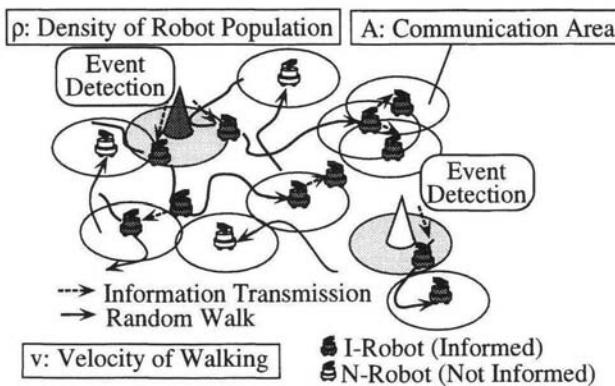 ρ: Density of Robot Population
A: Communication Area
Event
Detection
Event
Detection
Information Transmission
Random Walk
v: Velocity of Walking
I-Robot (Informed)
N-Robot (Not Informed)